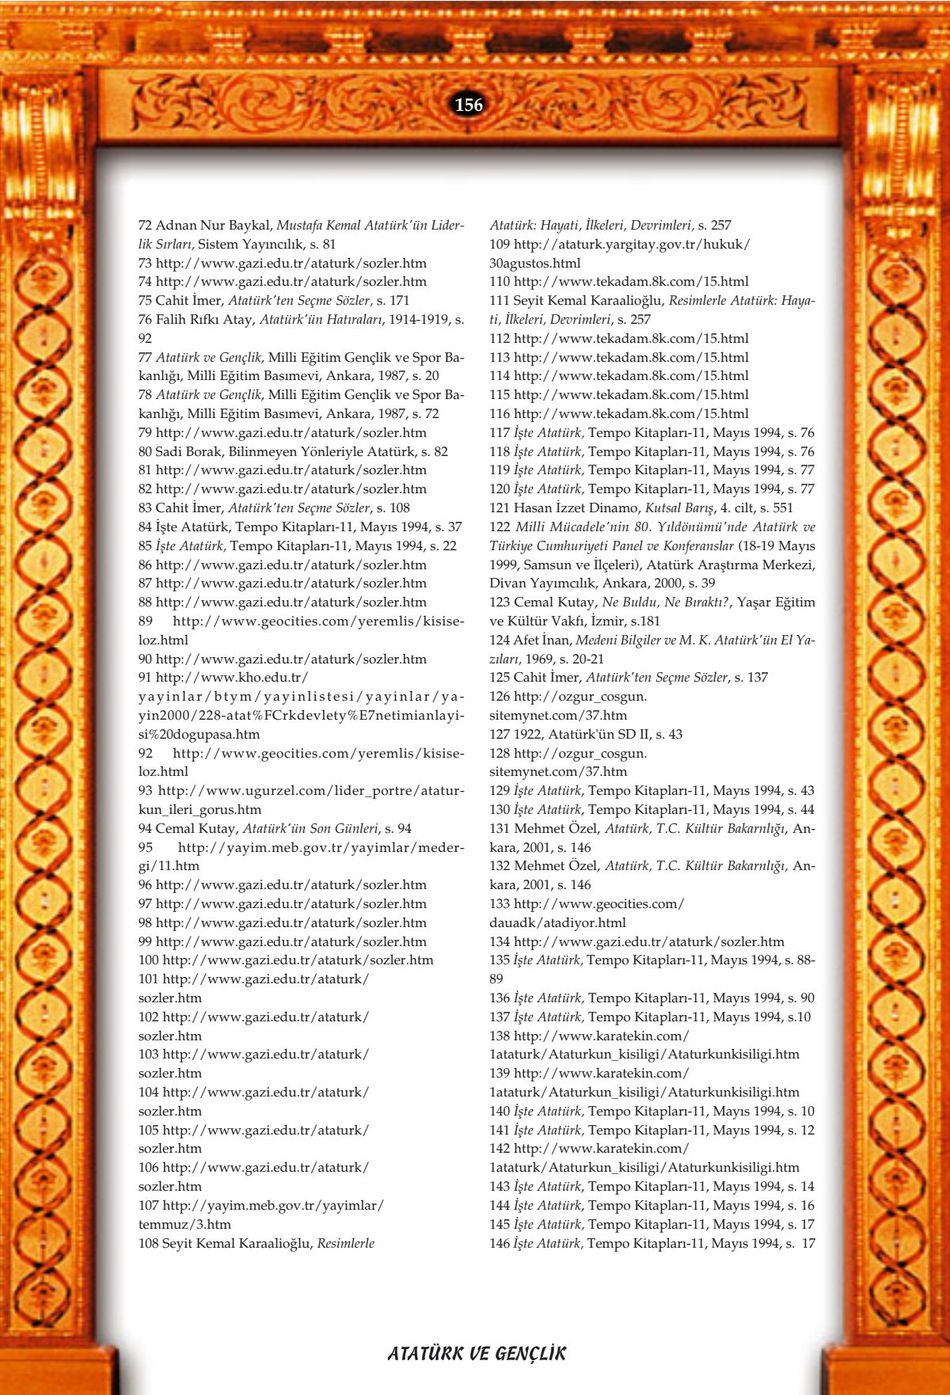 156
72 Adnan Nur Baykal, Mustafa Kemal Atatürk'ün Lider-
lik Sırları, Sistem Yayıncılık, s. 81
73 http://www.gazi.edu.tr/ataturk/sozler.htm
74 http://www.gazi.edu.tr/ataturk/sozler.htm
75 Cahit İmer, Atatürk'ten Seçme Sözler, s. 171
76 Falih Rıfkı Atay, Atatürk'ün Hatıraları, 1914-1919, s.
92
77 Atatürk ve Gençlik, Milli Eğitim Gençlik ve Spor Ba-
kanlığı, Milli Eğitim Basımevi, Ankara, 1987, s. 20
78 Atatürk ve Gençlik, Milli Eğitim Gençlik ve Spor Ba-
kanlığı, Milli Eğitim Basımevi, Ankara, 1987, s. 72
79 http://www.gazi.edu.tr/ataturk/sozler.htm
80 Sadi Borak, Bilinmeyen Yönleriyle Atatürk, s. 82
81 http://www.gazi.edu.tr/ataturk/sozler.htm
82 http://www.gazi.edu.tr/ataturk/sozler.htm
83 Cahit İmer, Atatürk'ten Seçme Sözler, s. 108
84 İşte Atatürk, Tempo Kitapları-11, Mayıs 1994, s. 37
85 İşte Atatürk, Tempo Kitapları-11, Mayıs 1994, s. 22
86 http://www.gazi.edu.tr/ataturk/sozler.htm
87 http://www.gazi.edu.tr/ataturk/sozler.htm
88 http://www.gazi.edu.tr/ataturk/sozler.htm
89 http://www.geocities.com/yeremlis/kisise-
loz.html
90 http://www.gazi.edu.tr/ataturk/sozler.htm
91 http://www.kho.edu.tr/
yayinlar/btym/yayinlistesi/yayinlar/ya-
yin2000/228-atat%FCrkdevlety%E7netimianlayi-
si%20dogupasa.htm
92 http://www.geocities.com/yeremlis/kisise-
loz.html
93 http://www.ugurzel.com/lider_portre/atatur-
kun_ileri_gorus.htm
94 Cemal Kutay, Atatürk'ün Son Günleri, s. 94
95 http://yayim.meb.gov.tr/yayimlar/meder-
gi/11.htm
96 http://www.gazi.edu.tr/ataturk/sozler.htm
97 http://www.gazi.edu.tr/ataturk/sozler.htm
98 http://www.gazi.edu.tr/ataturk/sozler.htm
99 http://www.gazi.edu.tr/ataturk/sozler.htm
100 http://www.gazi.edu.tr/ataturk/sozler.htm
101 http://www.gazi.edu.tr/ataturk/
sozler.htm
102 http://www.gazi.edu.tr/ataturk/
sozler.htm
103 http://www.gazi.edu.tr/ataturk/
sozler.htm
104 http://www.gazi.edu.tr/ataturk/
sozler.htm
105 http://www.gazi.edu.tr/ataturk/
sozler.htm
106 http://www.gazi.edu.tr/ataturk/
sozler.htm
107 http://yayim.meb.gov.tr/yayimlar/
temmuz/3.htm
108 Seyit Kemal Karaalioğlu, Resimlerle
Atatürk: Hayati, İlkeleri, Devrimleri, s. 257
109 http://ataturk.yargitay.gov.tr/hukuk/
30agustos.html
110 http://www.tekadam.8k.com/15.html
111 Seyit Kemal Karaalioğlu, Resimlerle Atatürk: Haya-
ti, İlkeleri, Devrimleri, s. 257
112 http://www.tekadam.8k.com/15.html
113 http://www.tekadam.8k.com/15.html
114 http://www.tekadam.8k.com/15.html
115 http://www.tekadam.8k.com/15.html
116 http://www.tekadam.8k.com/15.html
117 İşte Atatürk, Tempo Kitapları-11, Mayıs 1994, s. 76
118 İşte Atatürk, Tempo Kitapları-11, Mayıs 1994, s. 76
119 İşte Atatürk, Tempo Kitapları-11, Mayıs 1994, s. 77
120 İşte Atatürk, Tempo Kitapları-11, Mayıs 1994, s. 77
121 Hasan İzzet Dinamo, Kutsal Barış, 4. cilt, s. 551
122 Milli Mücadele'nin 80. Yıldönümü'nde Atatürk ve
Türkiye Cumhuriyeti Panel ve Konferanslar (18-19 Mayıs
1999, Samsun ve İlçeleri), Atatürk Araştırma Merkezi,
Divan Yayımcılık, Ankara, 2000, s. 39
123 Cemal Kutay, Ne Buldu, Ne Bıraktı?, Yaşar Eğitim
ve Kültür Vakfı, İzmir, s.181
124 Afet İnan, Medeni Bilgiler ve M. K. Atatürk'ün El Ya-
zıları, 1969, s. 20-21
125 Cahit İmer, Atatürk'ten Seçme Sözler, s. 137
126 http://ozgur_cosgun.
sitemynet.com/37.htm
127 1922, Atatürk'ün SD II, s. 43
128 http://ozgur_cosgun.
sitemynet.com/37.htm
129 İşte Atatürk, Tempo Kitapları-11, Mayıs 1994, s. 43
130 İşte Atatürk, Tempo Kitapları-11, Mayıs 1994, s. 44
131 Mehmet Özel, Atatürk, T.C. Kültür Bakarnlığı, An-
kara, 2001, s. 146
132 Mehmet Özel, Atatürk, T.C. Kültür Bakarnlığı, An-
kara, 2001, s. 146
133 http://www.geocities.com/
dauadk/atadiyor.html
134 http://www.gazi.edu.tr/ataturk/sozler.htm
135 İşte Atatürk, Tempo Kitapları-11, Mayıs 1994, s. 88-
89
136 İşte Atatürk, Tempo Kitapları-11, Mayıs 1994, s. 90
137 İşte Atatürk, Tempo Kitapları-11, Mayıs 1994, s.10
138 http://www.karatekin.com/
1ataturk/Ataturkun_kisiligi/Ataturkunkisiligi.htm
139 http://www.karatekin.com/
1ataturk/Ataturkun_kisiligi/Ataturkunkisiligi.htm
140 İşte Atatürk, Tempo Kitapları-11, Mayıs 1994, s. 10
141 İşte Atatürk, Tempo Kitapları-11, Mayıs 1994, s. 12
142 http://www.karatekin.com/
1ataturk/Ataturkun_kisiligi/Ataturkunkisiligi.htm
143 İşte Atatürk, Tempo Kitapları-11, Mayıs 1994, s. 14
144 İşte Atatürk, Tempo Kitapları-11, Mayıs 1994, s. 16
145 İşte Atatürk, Tempo Kitapları-11, Mayıs 1994, s. 17
146 İşte Atatürk, Tempo Kitapları-11, Mayıs 1994, s. 17
ATATÜRK VE GENÇLİK